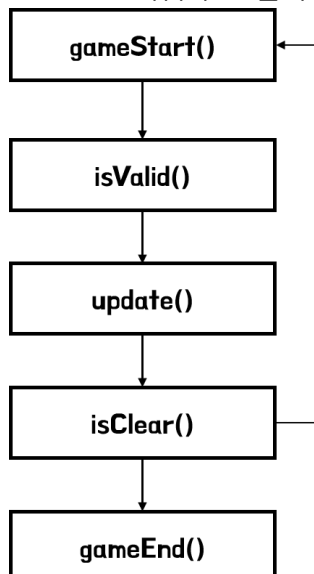 gameStart()
isValid()
update()
isClear()
gameEnd()